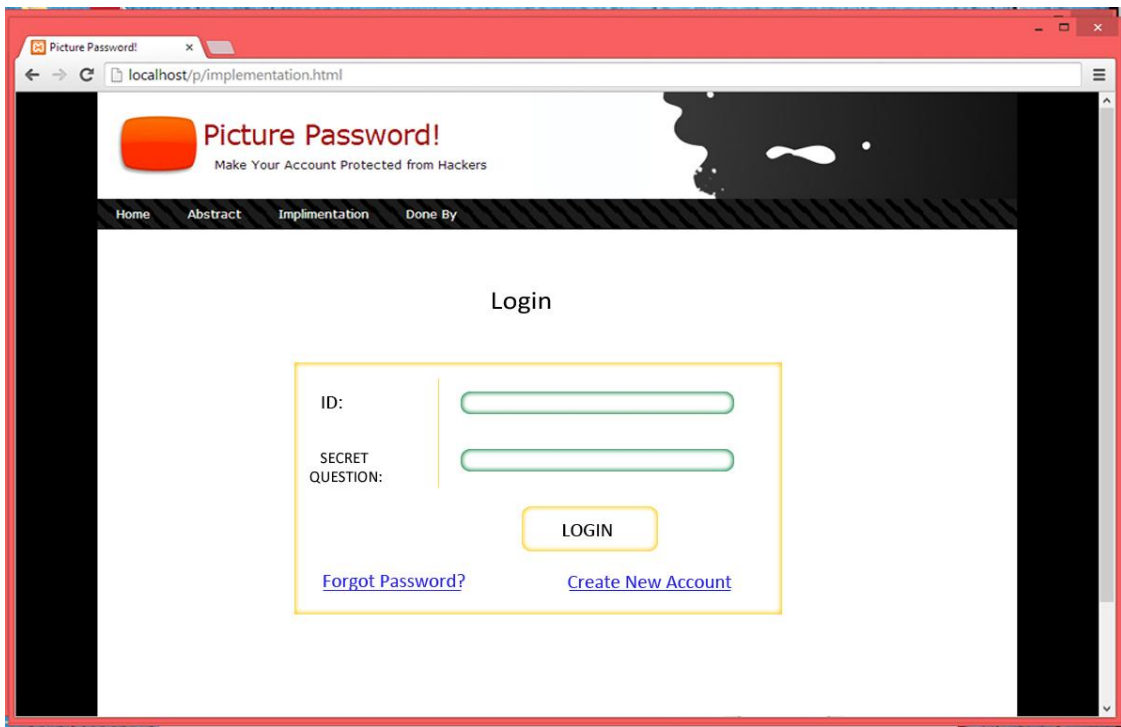 Picture Password!
localhost/p/implementation.html
Picture Password!
Make Your Account Protected from Hackers
Home Abstract Implimentation Done By
Login
ID:
SECRET
QUESTION:
LOGIN
Forgot Password? Create New Account